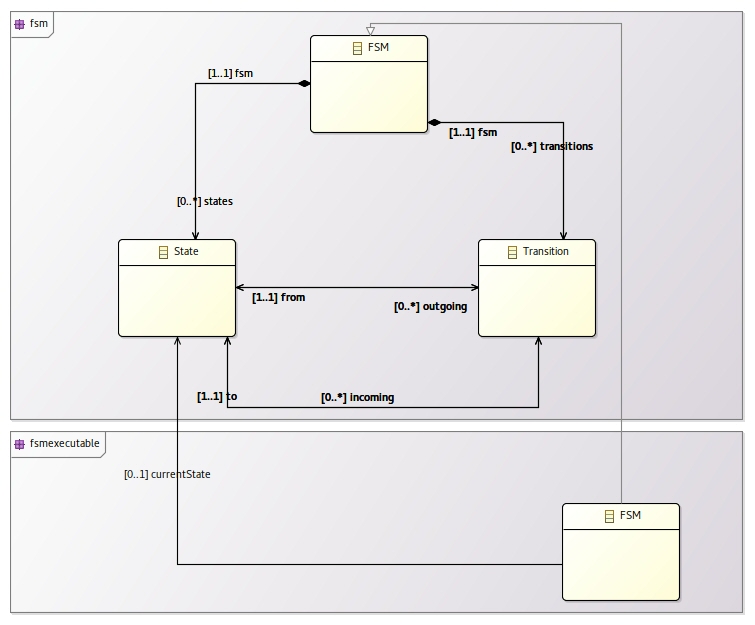 fsm
FSM
[1..1] fsm
[1..1] fsm
[0..*] transitions
[0..*] states
State
Transition
[1..1] from
[0..*] outgoing
[1..1] to
[0..*] incoming
fsmexecutable
[0..1] currentState
FSM